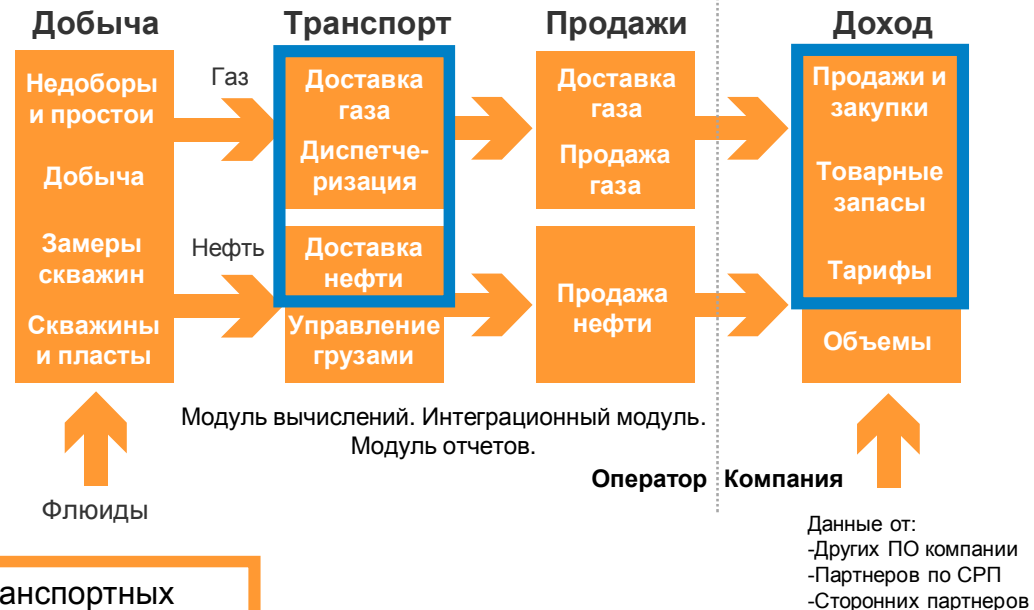 Добыча
Транспорт
Продажи
Доход
Недоборы
и простои
Добыча
Замеры
скважин
Скважины
и пласты
Газ
Нефть
Доставка
газа
Диспетче-
ризация
Доставка
нефти
Управление
грузами
Доставка
газа
Продажа
газа
Продажа
нефти
Продажи и
закупки
Товарные
запасы
Тарифы
Объемы
Модуль вычислений. Интеграционный модуль.
Модуль отчетов.
Оператор
Компания
Флюиды
Данные от:
-Других ПО компании
-Партнеров по СРП
-Сторонних партнеров
анспортных